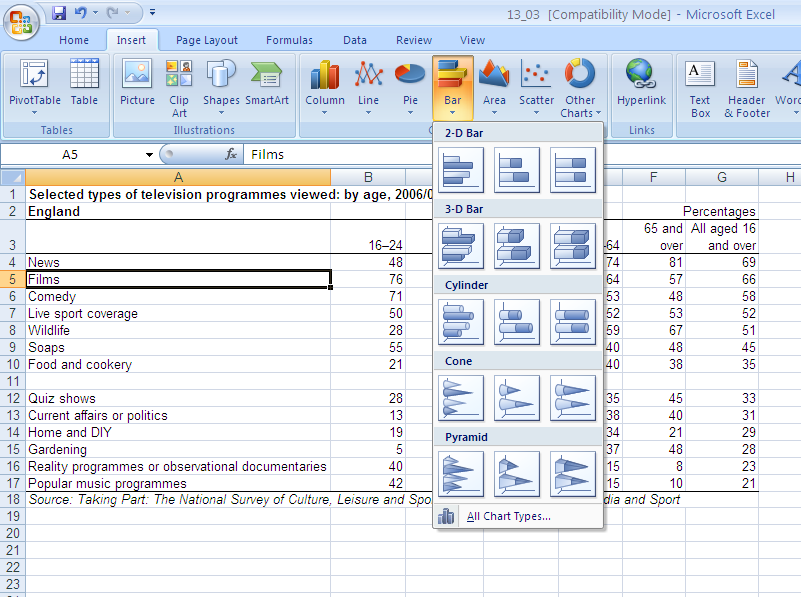 13_03 [Compatibility Mode] - Microsoft Excel
Home Insert Page Layout Formulas Data Review View
PivotTable Table Picture Clip Art Shapes SmartArt Column Line Pie Bar Area Scatter Other Charts Hyperlink Text Box Header & Footer
Tables Illustrations Links
A5 fx Films
A B F G H
1 Selected types of television programmes viewed: by age, 2006/0
2 England Percentages
3 16–24 -64 65 and over All aged 16 and over
4 News 48 74 81 69
5 Films 76 64 57 66
6 Comedy 71 53 48 58
7 Live sport coverage 50 52 53 52
8 Wildlife 28 59 67 51
9 Soaps 55 40 48 45
10 Food and cookery 21 40 38 35
11
12 Quiz shows 28 35 45 33
13 Current affairs or politics 13 38 40 31
14 Home and DIY 19 34 21 29
15 Gardening 5 37 48 28
16 Reality programmes or observational documentaries 40 15 8 23
17 Popular music programmes 42 15 10 21
18 Source: Taking Part: The National Survey of Culture, Leisure and Spo dia and Sport
19
20
21
22
23
2-D Bar
3-D Bar
Cylinder
Cone
Pyramid
All Chart Types...